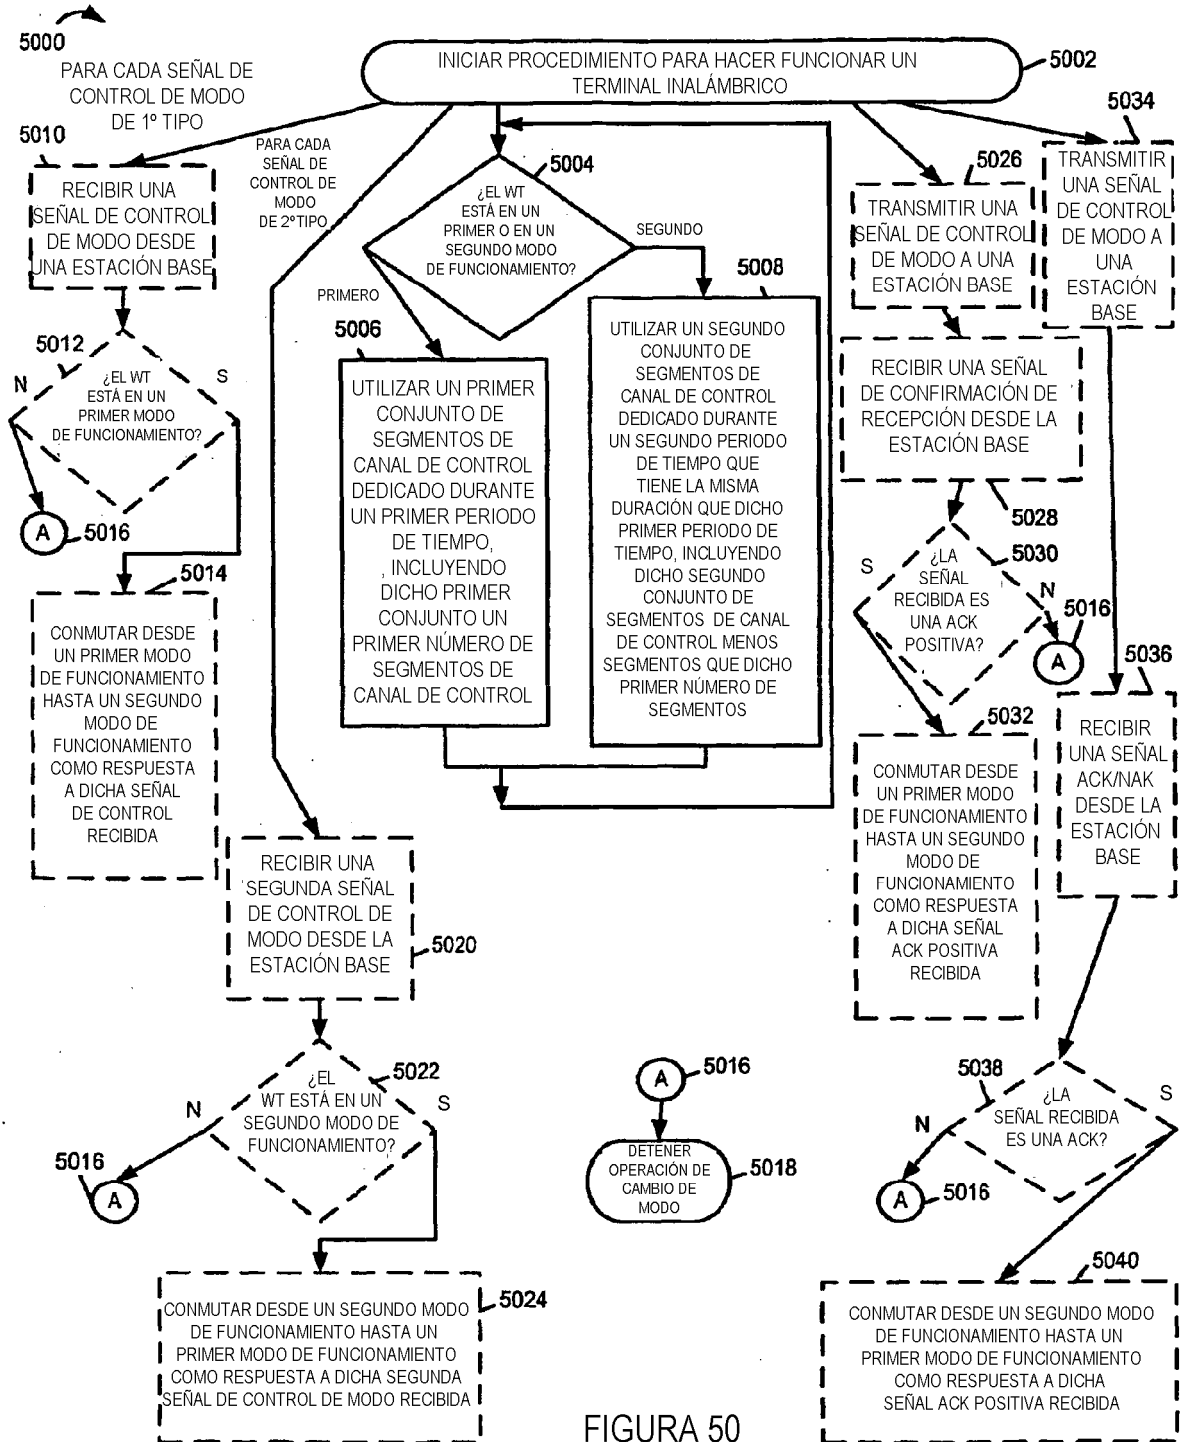 5000
PARA CADA SEÑAL DE
CONTROL DE MODO
DE 1º TIPO
INICIAR PROCEDIMIENTO PARA HACER FUNCIONAR UN
TERMINAL INALÁMBRICO
5002
5010
RECIBIR UNA
SEÑAL DE CONTROL
DE MODO DESDE
UNA ESTACIÓN BASE
PARA CADA
SEÑAL DE
CONTROL DE
MODO
DE 2º TIPO
5004
¿EL WT
ESTÁ EN UN
PRIMER O EN UN
SEGUNDO MODO
DE FUNCIONAMIENTO?
PRIMERO
SEGUNDO
5012
N
S
¿EL WT
ESTÁ EN UN
PRIMER MODO
DE FUNCIONAMIENTO?
A
5016
5014
CONMUTAR DESDE
UN PRIMER MODO
DE FUNCIONAMIENTO
HASTA UN SEGUNDO
MODO DE
FUNCIONAMIENTO
COMO RESPUESTA
A DICHA SEÑAL
DE CONTROL
RECIBIDA
5006
UTILIZAR UN PRIMER
CONJUNTO DE
SEGMENTOS DE
CANAL DE CONTROL
DEDICADO DURANTE
UN PRIMER PERIODO
DE TIEMPO,
, INCLUYENDO
DICHO PRIMER
CONJUNTO UN
PRIMER NÚMERO DE
SEGMENTOS DE
CANAL DE CONTROL
5008
UTILIZAR UN SEGUNDO
CONJUNTO DE
SEGMENTOS DE
CANAL DE CONTROL
DEDICADO DURANTE
UN SEGUNDO PERIODO
DE TIEMPO QUE
TIENE LA MISMA
DURACIÓN QUE DICHO
PRIMER PERIODO DE
TIEMPO, INCLUYENDO
DICHO SEGUNDO
CONJUNTO DE
SEGMENTOS DE CANAL
DE CONTROL MENOS
SEGMENTOS QUE DICHO
PRIMER NÚMERO DE
SEGMENTOS
5026
TRANSMITIR UNA
SEÑAL DE CONTROL
DE MODO A UNA
ESTACIÓN BASE
RECIBIR UNA SEÑAL
DE CONFIRMACIÓN DE
RECEPCIÓN DESDE LA
ESTACIÓN BASE
5028
5030
S
N
¿LA
SEÑAL
RECIBIDA ES
UNA ACK
POSITIVA?
5016
A
5032
CONMUTAR DESDE
UN PRIMER MODO
DE FUNCIONAMIENTO
HASTA UN SEGUNDO
MODO DE
FUNCIONAMIENTO
COMO RESPUESTA
A DICHA SEÑAL
ACK POSITIVA
RECIBIDA
5034
TRANSMITIR
UNA SEÑAL
DE CONTROL
DE MODO A
UNA
ESTACIÓN
BASE
5036
RECIBIR
UNA SEÑAL
ACK/NAK
DESDE LA
ESTACIÓN
BASE
RECIBIR UNA
SEGUNDA SEÑAL
DE CONTROL DE
MODO DESDE LA
ESTACIÓN BASE
5020
5022
N
S
¿EL
WT ESTÁ EN UN
SEGUNDO MODO DE
FUNCIONAMIENTO?
5016
A
5024
CONMUTAR DESDE UN SEGUNDO MODO
DE FUNCIONAMIENTO HASTA UN
PRIMER MODO DE FUNCIONAMIENTO
COMO RESPUESTA A DICHA SEGUNDA
SEÑAL DE CONTROL DE MODO RECIBIDA
A
5016
DETENER
OPERACIÓN DE
CAMBIO DE
MODO
5018
5038
N
S
¿LA
SEÑAL RECIBIDA
ES UNA ACK?
A
5016
5040
CONMUTAR DESDE UN SEGUNDO MODO
DE FUNCIONAMIENTO HASTA UN
PRIMER MODO DE FUNCIONAMIENTO
COMO RESPUESTA A DICHA
SEÑAL ACK POSITIVA RECIBIDA
FIGURA 50